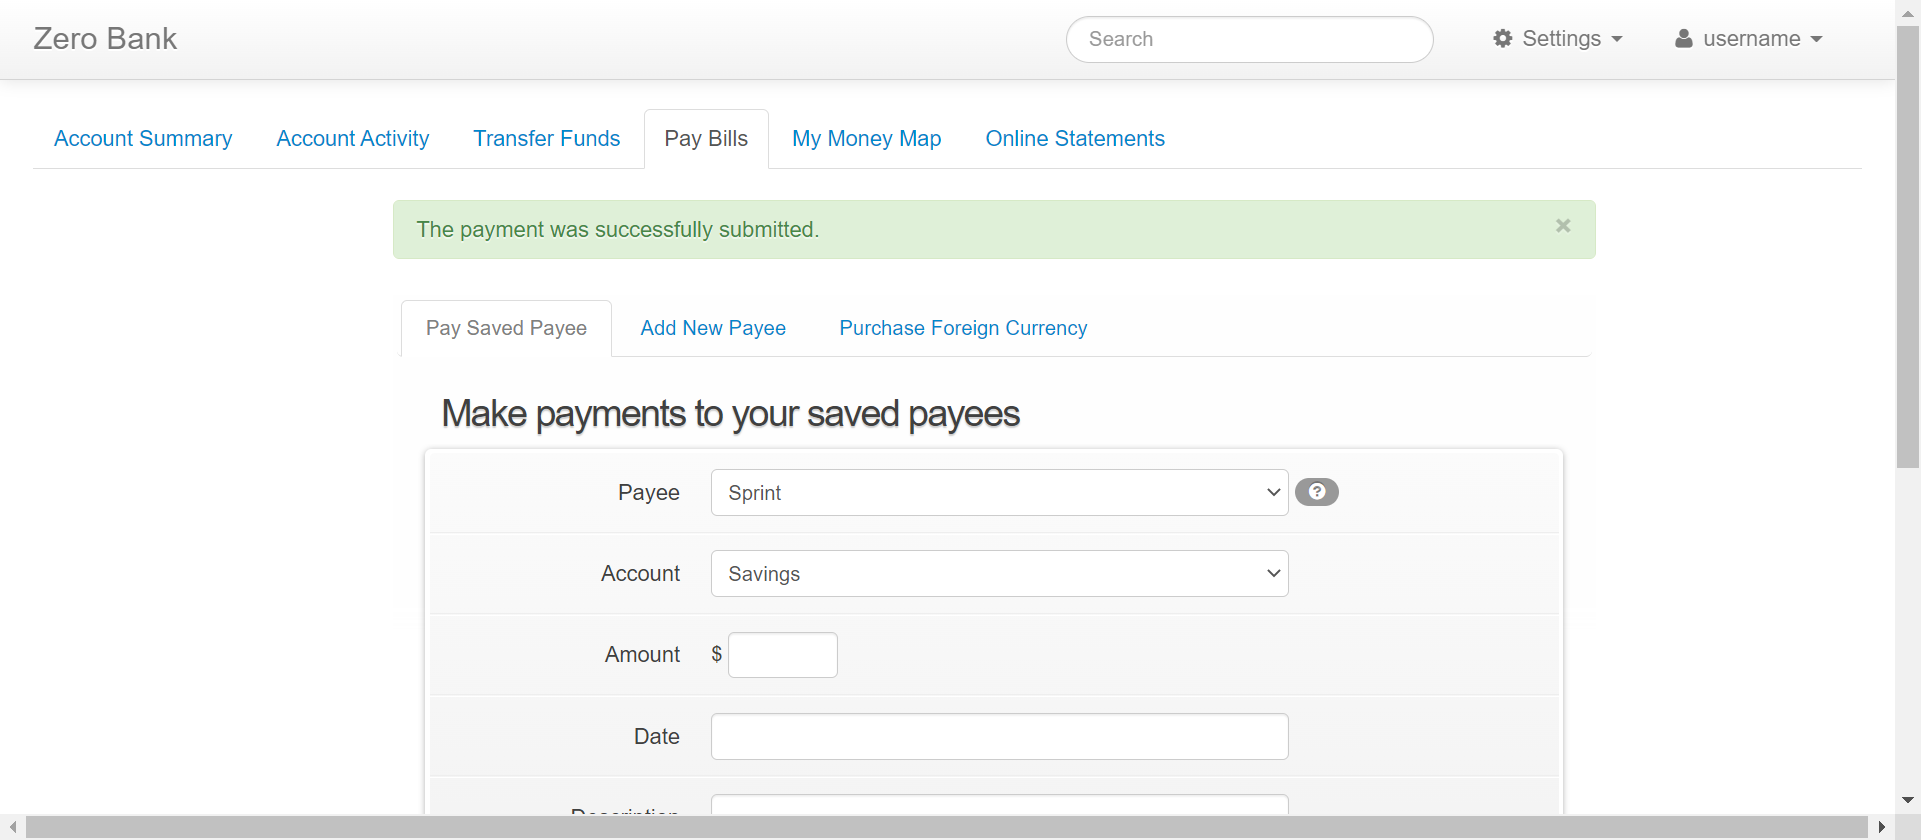 Zero Bank
Search
Settings
username
Account Summary
Account Activity
Transfer Funds
Pay Bills
My Money Map
Online Statements
The payment was successfully submitted.
×
Pay Saved Payee
Add New Payee
Purchase Foreign Currency
Make payments to your saved payees
Payee
Sprint
?
Account
Savings
Amount
$
Date